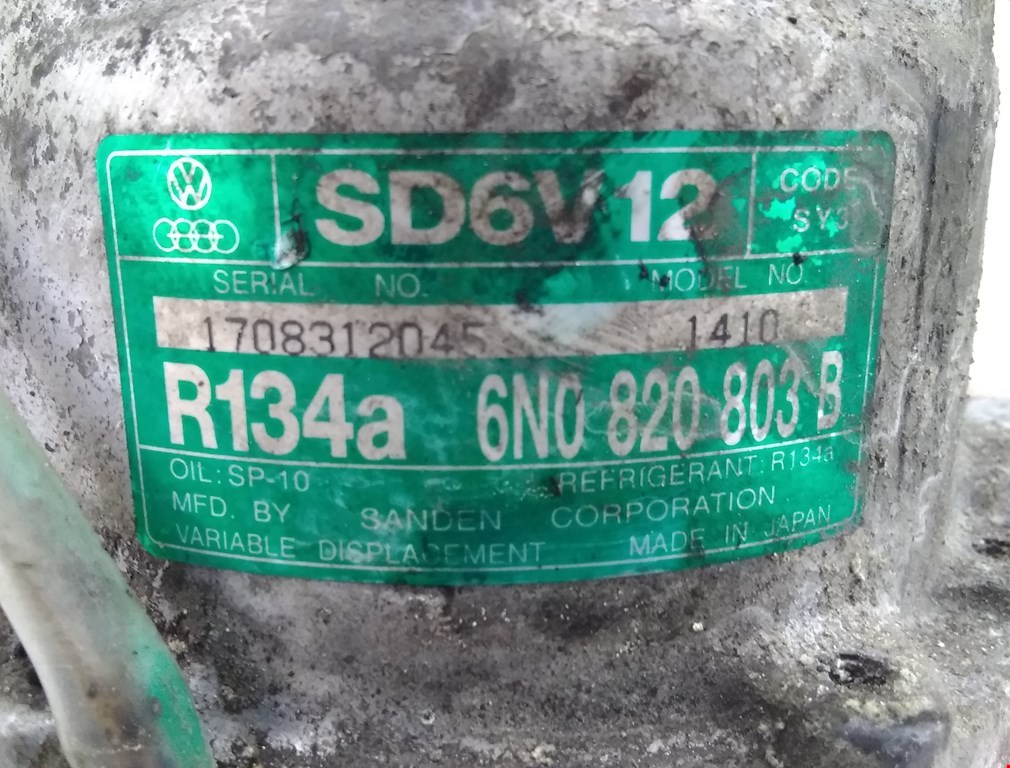 SD6V12
CODE
SERIAL NO.
MODEL NO.
1708312045
1410
R134a 6N0 820 803 B
OIL: SP-10
REFRIGERANT: R134a
MFD. BY SANDEN CORPORATION
VARIABLE DISPLACEMENT
MADE IN JAPAN